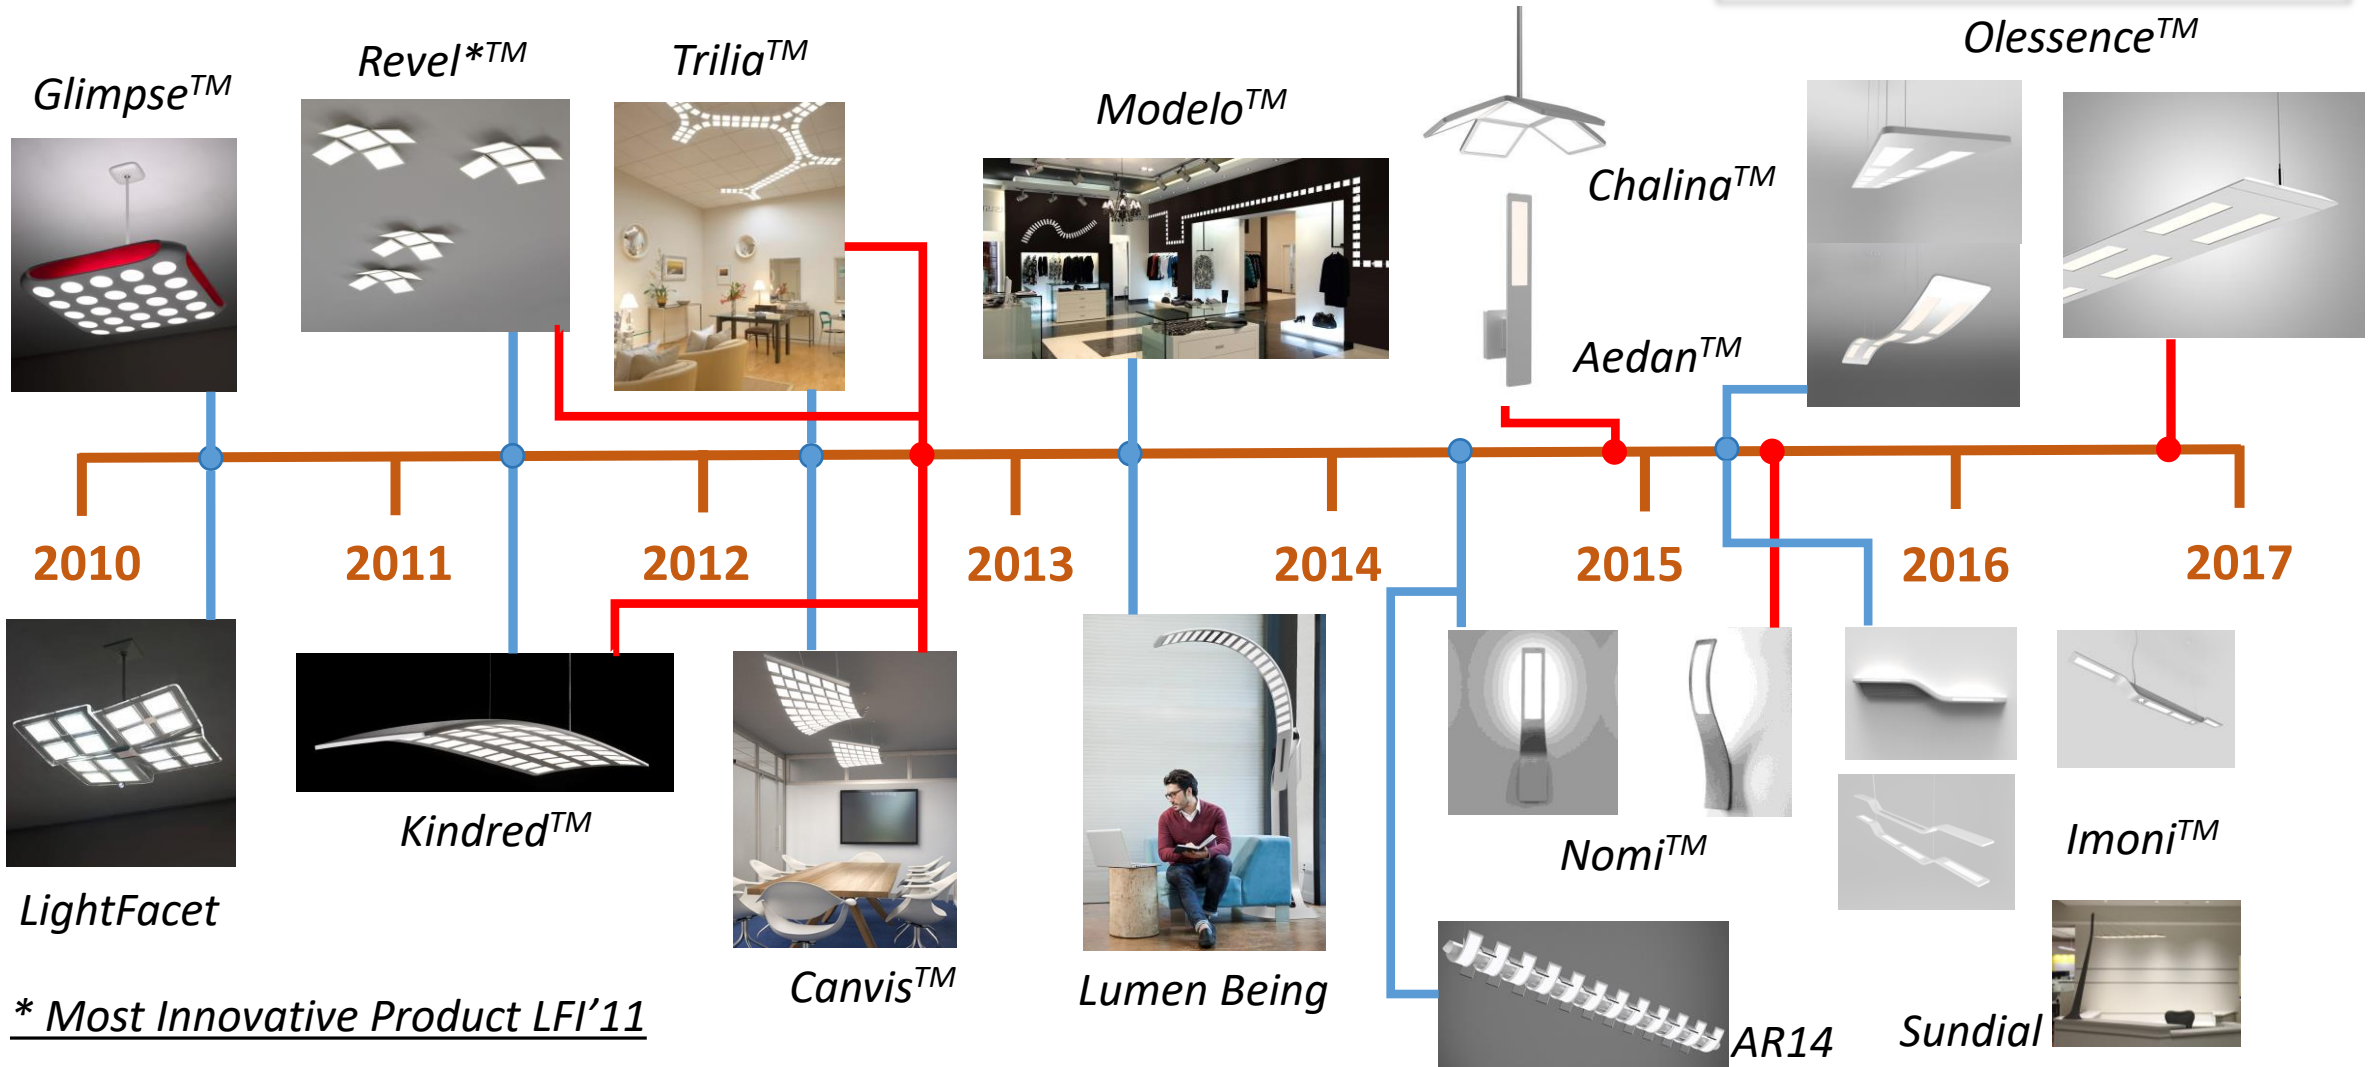 Glimpse™
Revel*™
Trilia™
Modelo™
Chalina™
Aedan™
Olessence™
2010
2011
2012
2013
2014
2015
2016
2017
LightFacet
Kindred™
Canvis™
Lumen Being
Nomi™
AR14
Imoni™
Sundial
* Most Innovative Product LFI’11